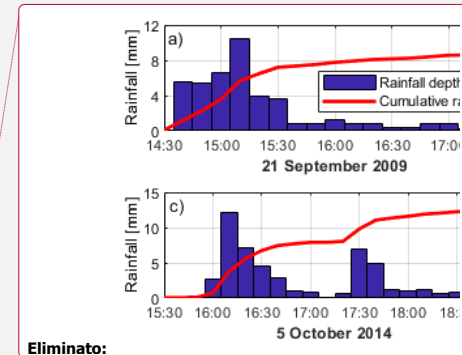 12
a)
8
4
0
Rainfall [mm]
Rainfall depth
Cumulative ra
14:30 15:00 15:30 16:00 16:30 17:00
21 September 2009
15
c)
10
5
0
Rainfall [mm]
15:30 16:00 16:30 17:00 17:30 18:00 18:3
5 October 2014
Eliminato: